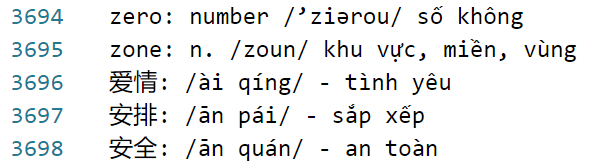 3694 zero: number /’ziərou/ số không
3695 zone: n. /zoun/ khu vực, miền, vùng
3696 爱情: /ài qíng/ - tình yêu
3697 安排: /ān pái/ - sắp xếp
3698 安全: /ān quán/ - an toàn